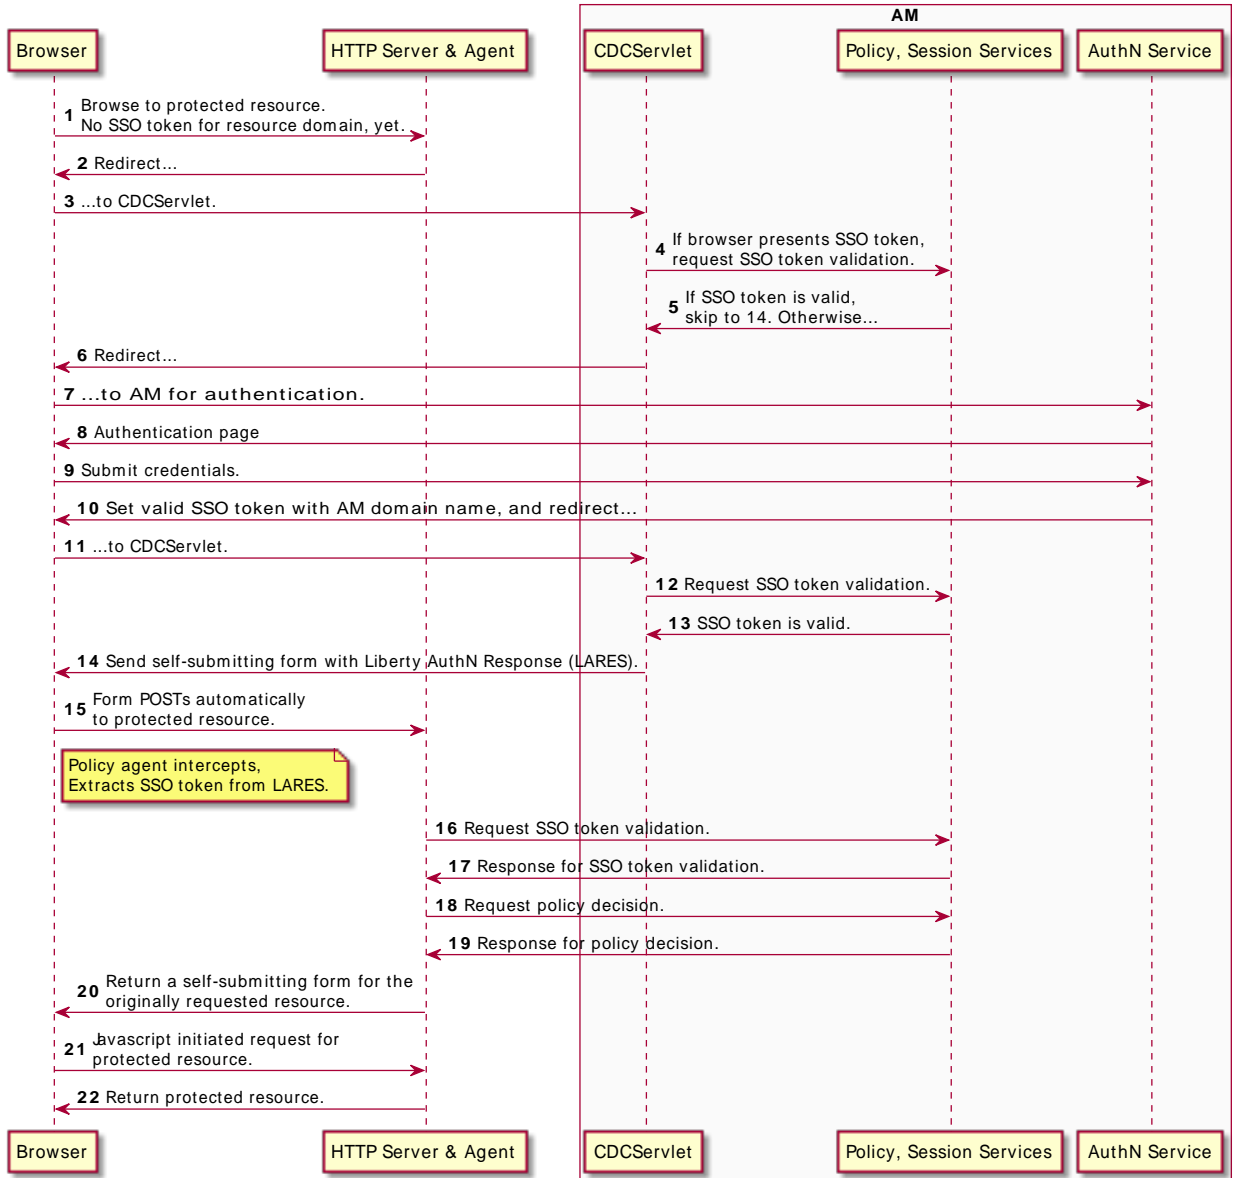 AM
Browser
HTTP Server & Agent
CDCServlet
Policy, Session Services
AuthN Service
1 Browse to protected resource.
No SSO token for resource domain, yet.
2 Redirect...
3 ...to CDCServlet.
4 If browser presents SSO token,
request SSO token validation.
5 If SSO token is valid,
skip to 14. Otherwise...
6 Redirect...
7 ...to AM for authentication.
8 Authentication page
9 Submit credentials.
10 Set valid SSO token with AM domain name, and redirect...
11 ...to CDCServlet.
12 Request SSO token validation.
13 SSO token is valid.
14 Send self-submitting form with Liberty AuthN Response (LARES).
15 Form POSTs automatically
to protected resource.
Policy agent intercepts,
Extracts SSO token from LARES.
16 Request SSO token validation.
17 Response for SSO token validation.
18 Request policy decision.
19 Response for policy decision.
20 Return a self-submitting form for the
originally requested resource.
21 Javascript initiated request for
protected resource.
22 Return protected resource.
Browser
HTTP Server & Agent
CDCServlet
Policy, Session Services
AuthN Service